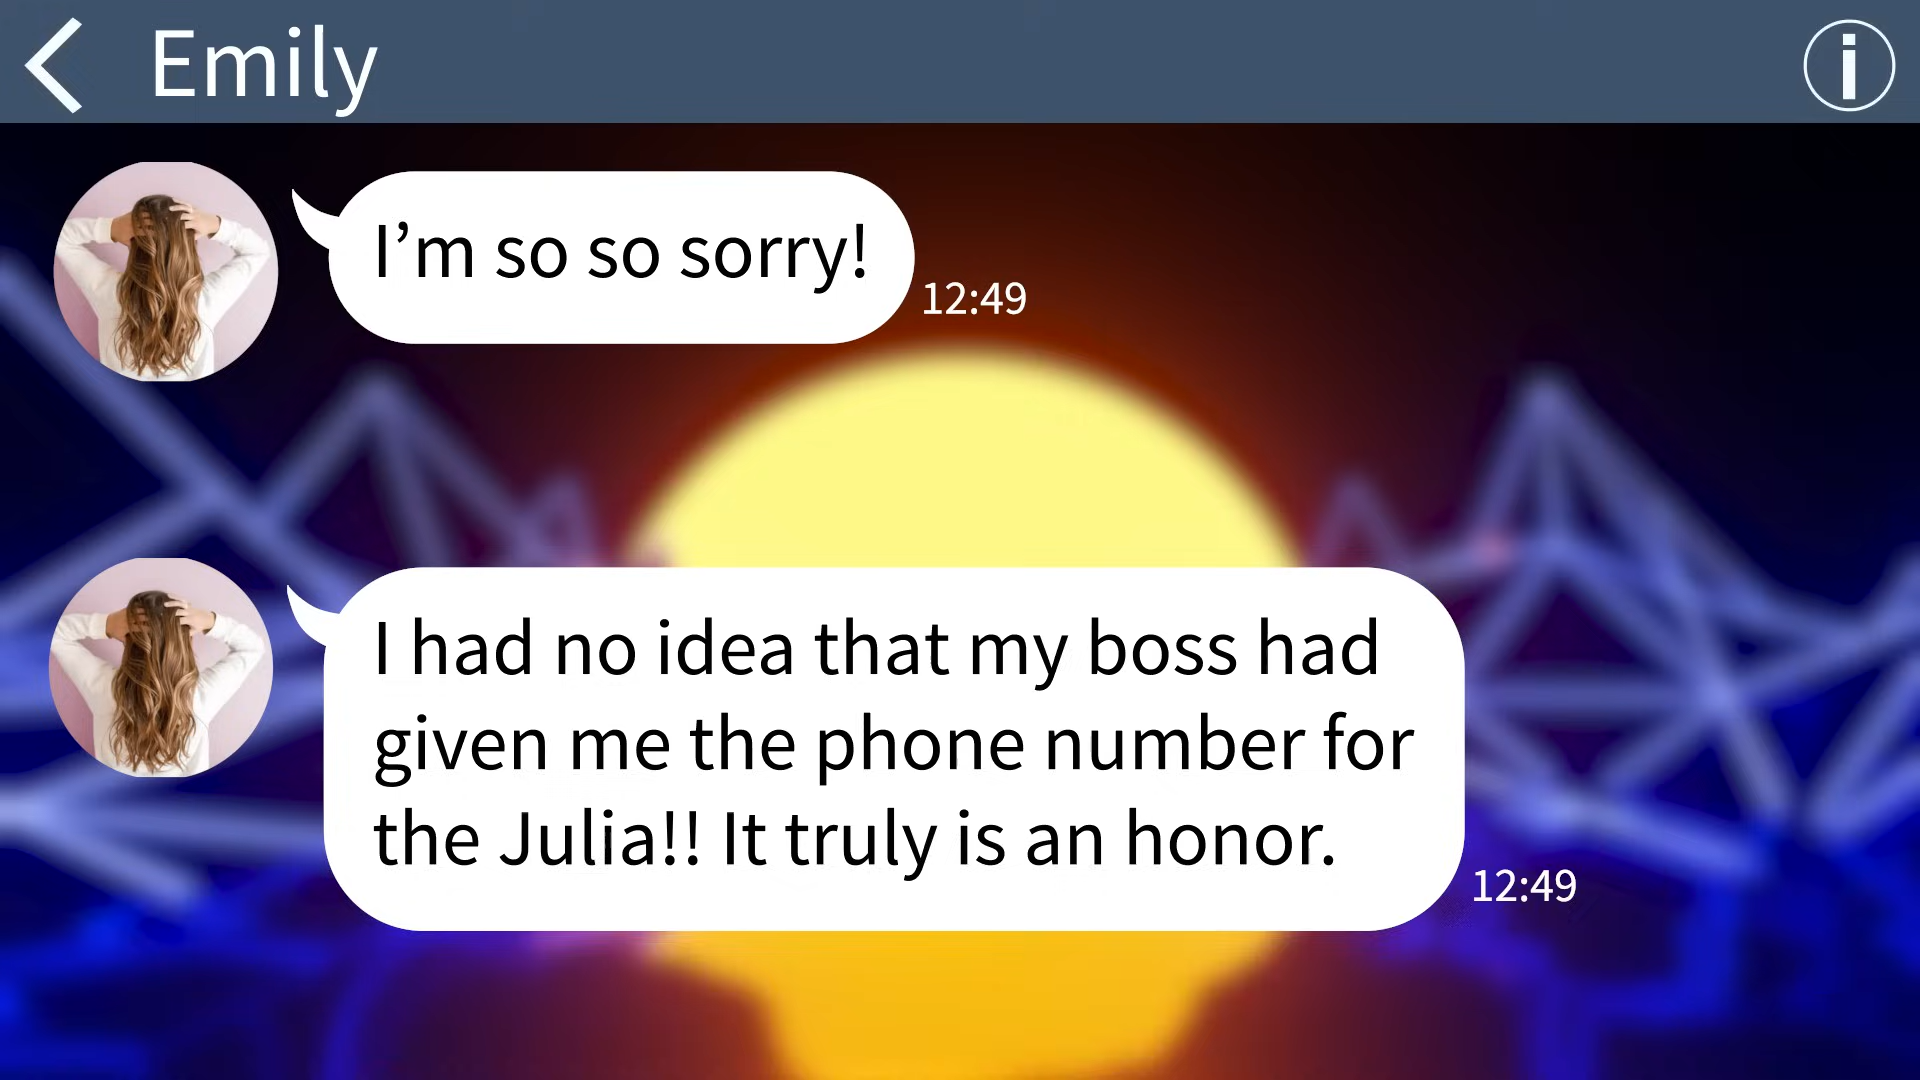 Emily
I’m so so sorry!
12:49
I had no idea that my boss had
given me the phone number for
the Julia!! It truly is an honor.
12:49